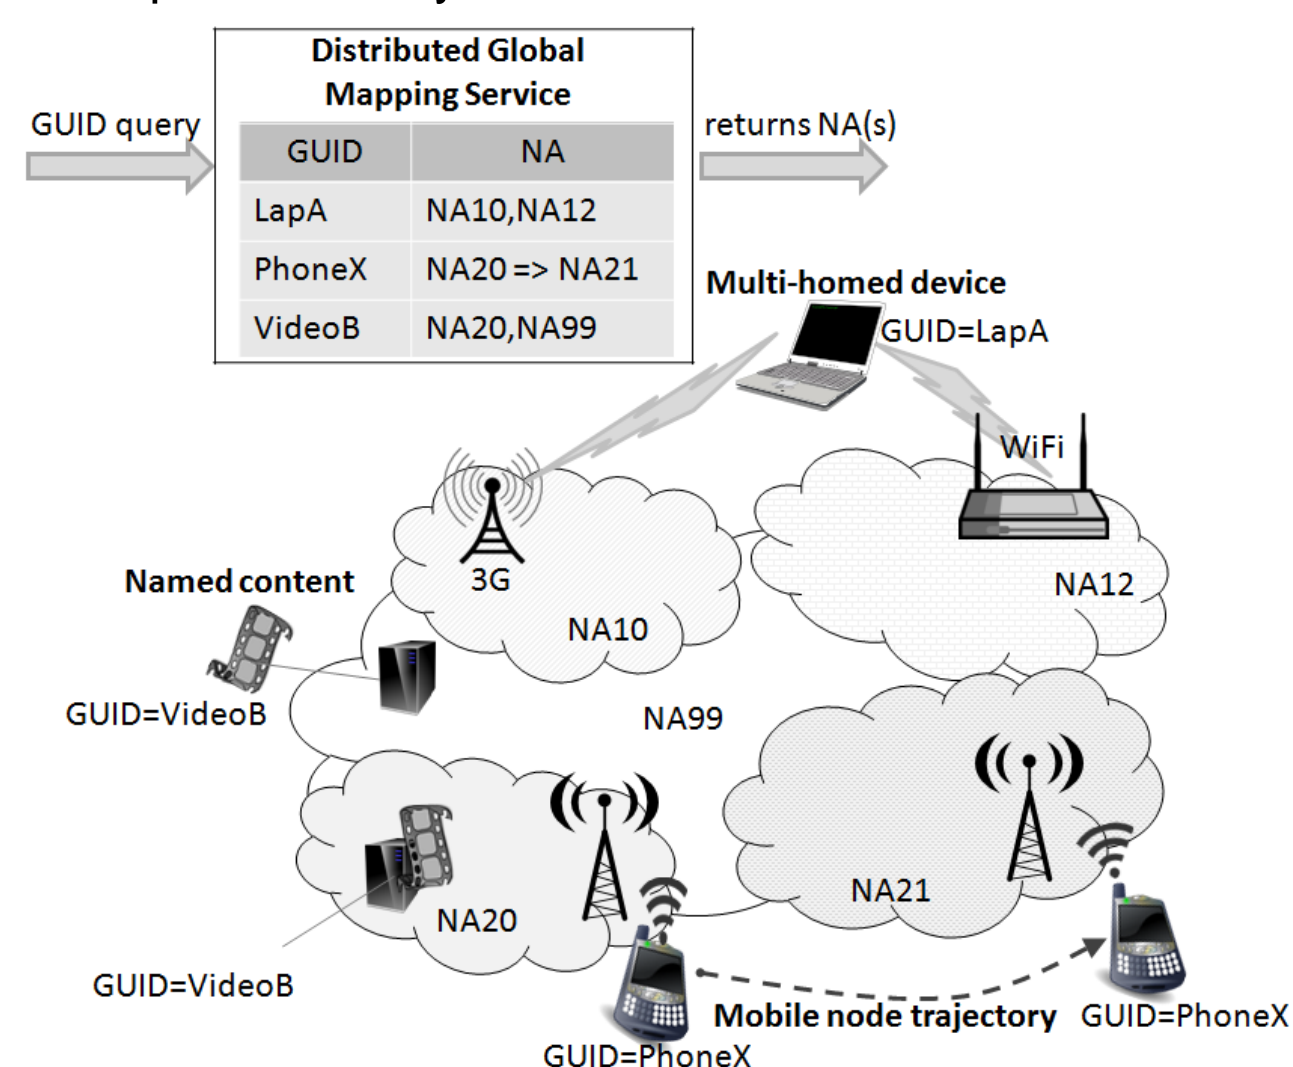 Distributed Global
Mapping Service
GUID query
returns NA(s)
GUID NA
LapA NA10,NA12
PhoneX NA20 => NA21
VideoB NA20,NA99
Multi-homed device
GUID=LapA
WiFi
3G
NA10
NA12
Named content
GUID=VideoB
NA99
NA20
NA21
GUID=VideoB
Mobile node trajectory
GUID=PhoneX
GUID=PhoneX